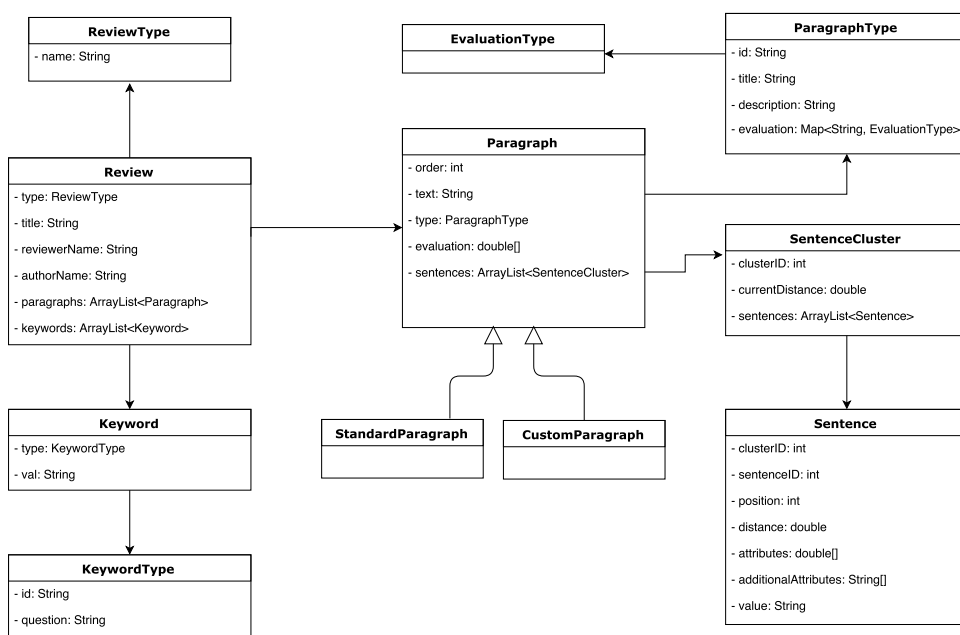 ReviewType
- name: String
EvaluationType
ParagraphType
- id: String
- title: String
- description: String
- evaluation: Map<String, EvaluationType>
Review
- type: ReviewType
- title: String
- reviewerName: String
- authorName: String
- paragraphs: ArrayList<Paragraph>
- keywords: ArrayList<Keyword>
Paragraph
- order: int
- text: String
- type: ParagraphType
- evaluation: double[]
- sentences: ArrayList<SentenceCluster>
SentenceCluster
- clusterID: int
- currentDistance: double
- sentences: ArrayList<Sentence>
Keyword
- type: KeywordType
- val: String
StandardParagraph
CustomParagraph
Sentence
- clusterID: int
- sentenceID: int
- position: int
- distance: double
- attributes: double[]
- additionalAttributes: String[]
- value: String
KeywordType
- id: String
- question: String